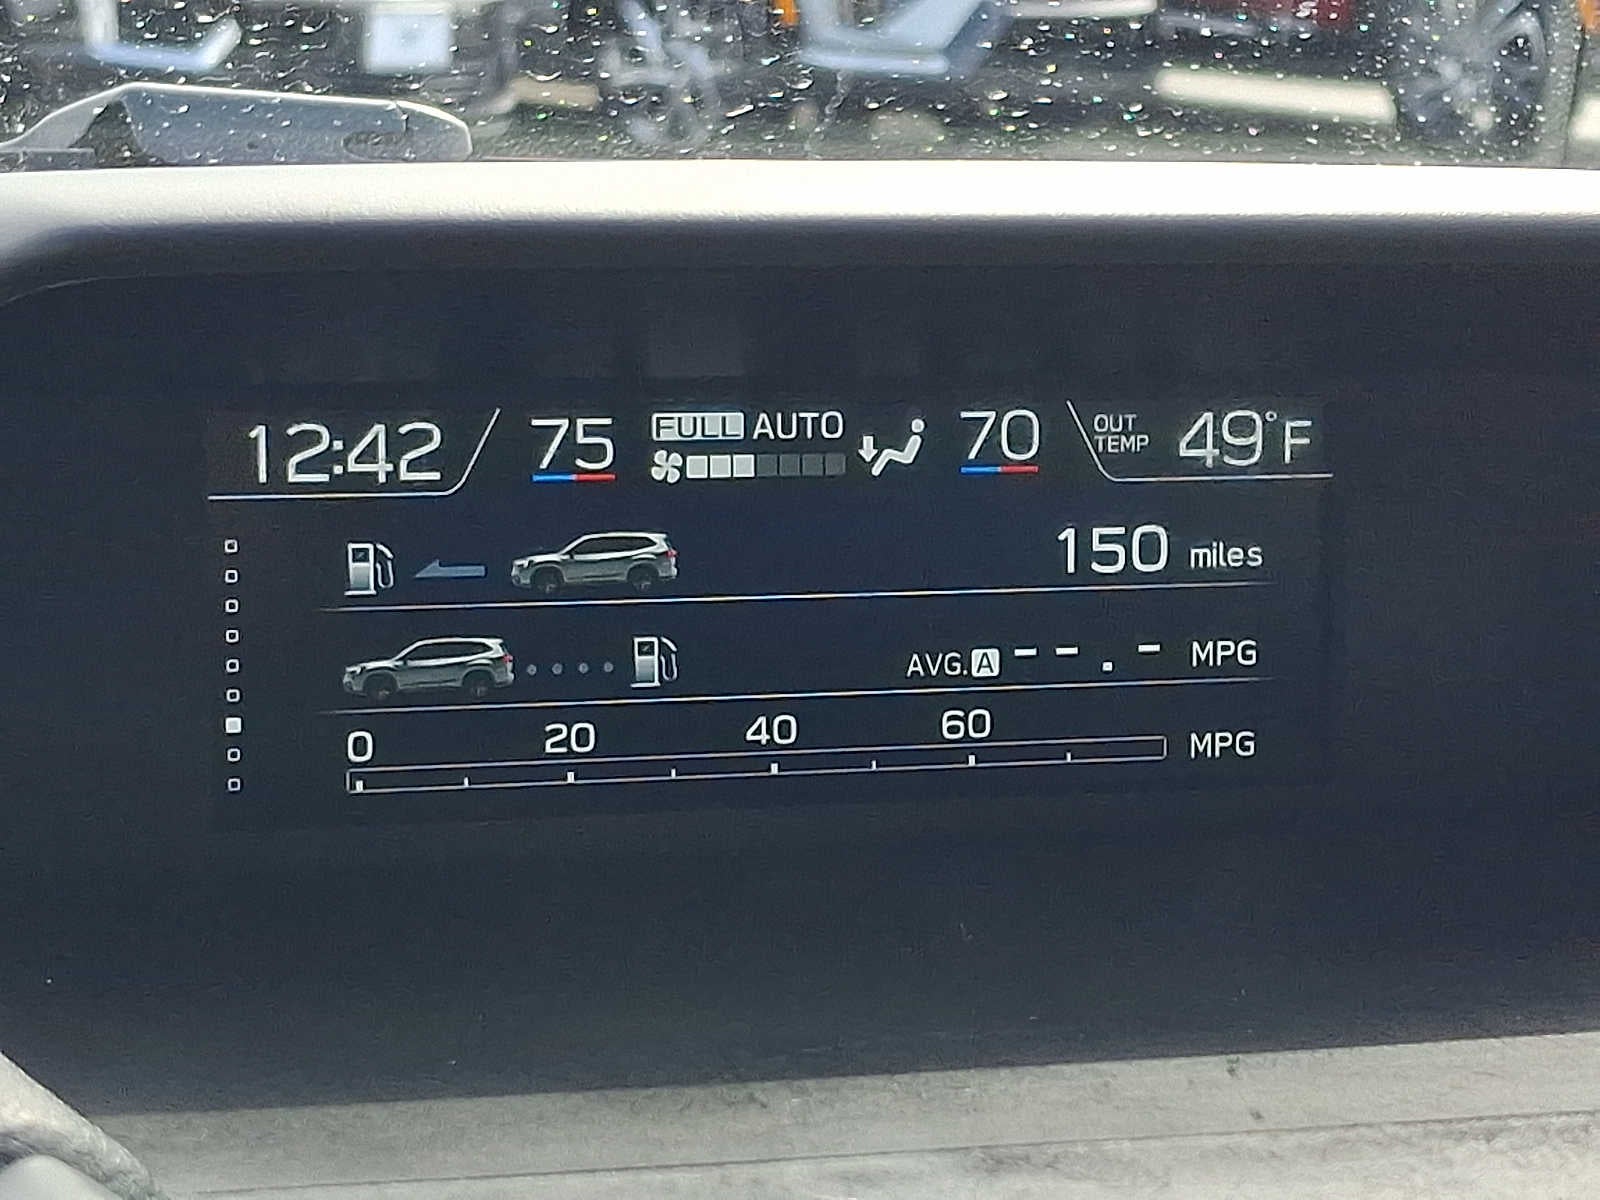 12:42 75 FULL AUTO 70 OUT TEMP 49°F
150 miles
AVG. A --.- MPG
0 20 40 60 MPG